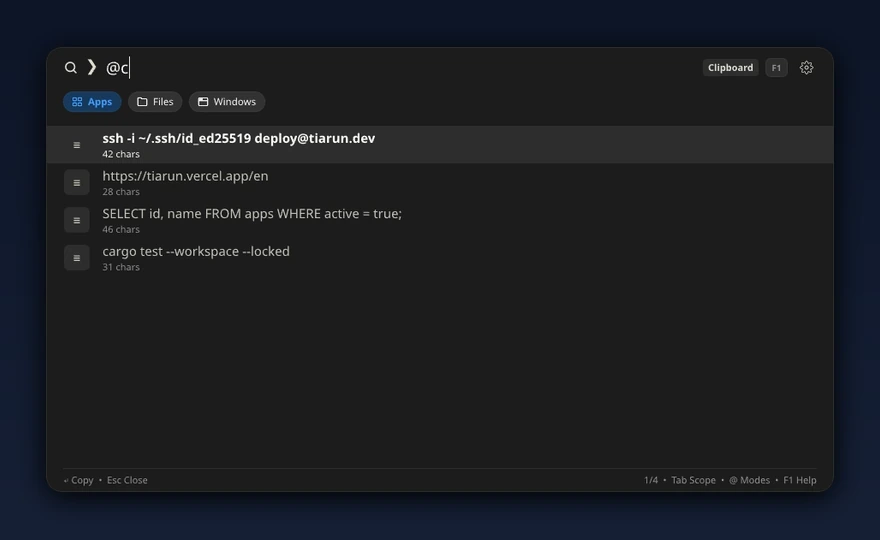 ❯ @c
Clipboard F1
Apps Files Windows
ssh -i ~/.ssh/id_ed25519 deploy@tiarun.dev
42 chars
https://tiarun.vercel.app/en
28 chars
SELECT id, name FROM apps WHERE active = true;
46 chars
cargo test --workspace --locked
31 chars
↵ Copy • Esc Close
1/4 • Tab Scope • @ Modes • F1 Help